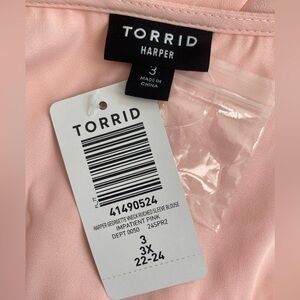 TORRID
HARPER
3
MADE IN
CHINA
TORRID
41490524
HARPER GEORGETTE VNECK RUCHED SLEEVE BLOUSE
IMPATIENT PINK
DEPT 0050 24SPR2
3
3X
22-24